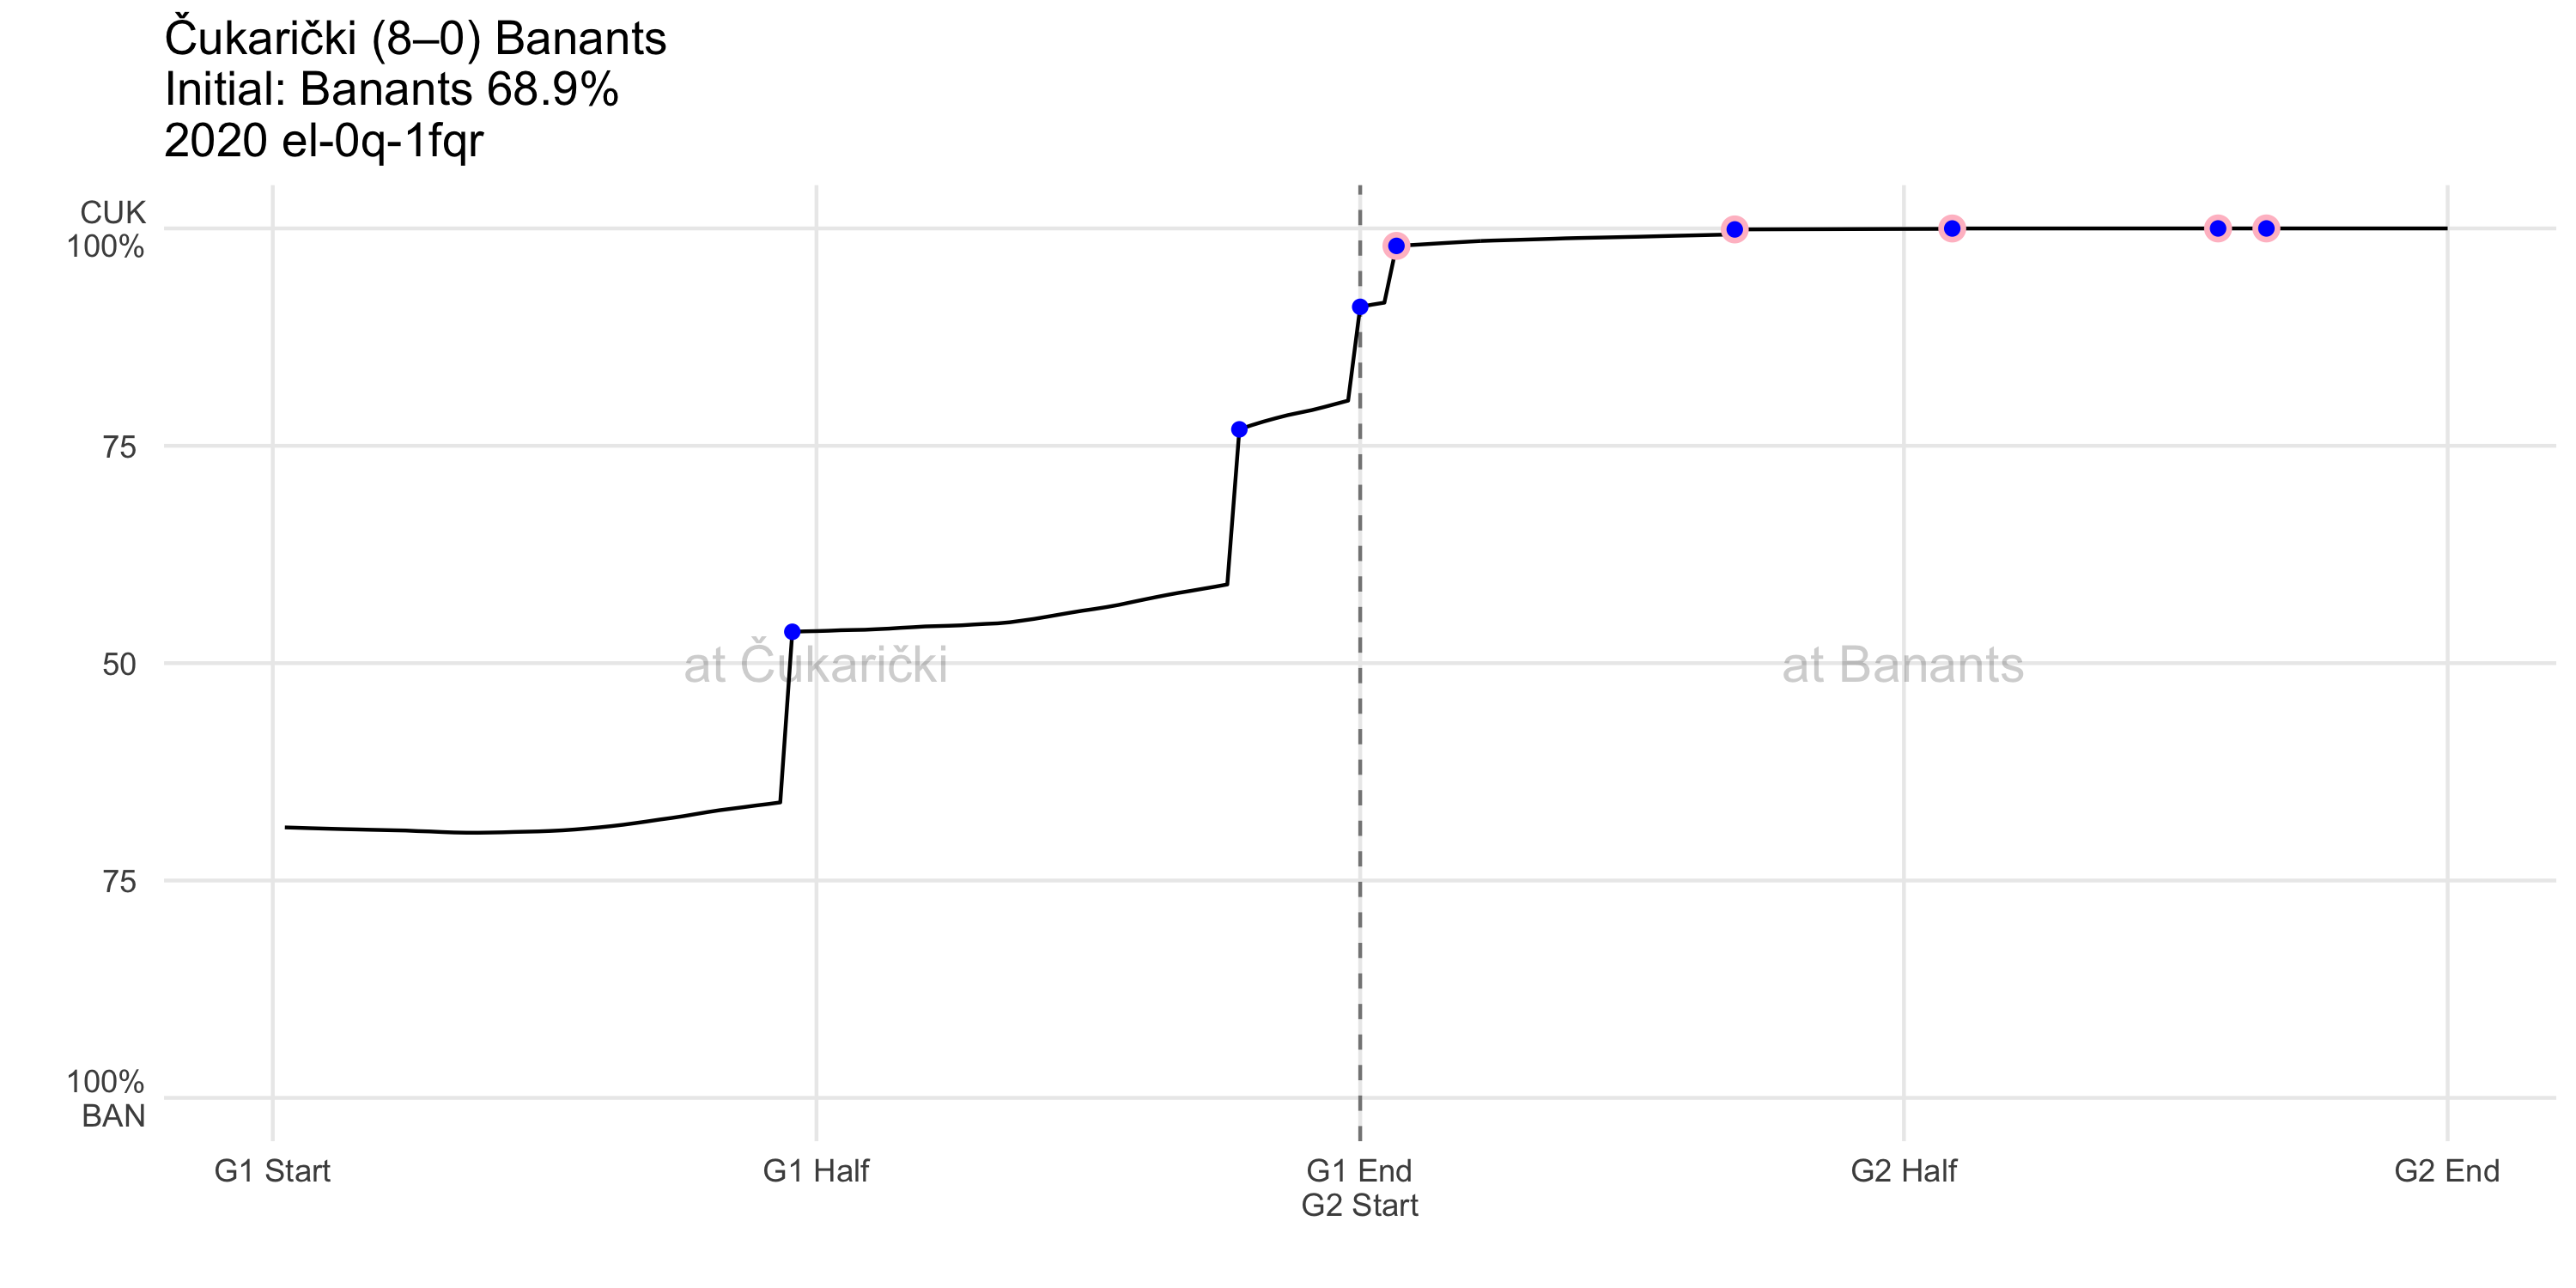 Čukarički (8–0) Banants
Initial: Banants 68.9%
2020 el-0q-1fqr
CUK
100%
75
50
75
100%
BAN
at Čukarički
at Banants
G1 Start
G1 Half
G1 End
G2 Start
G2 Half
G2 End